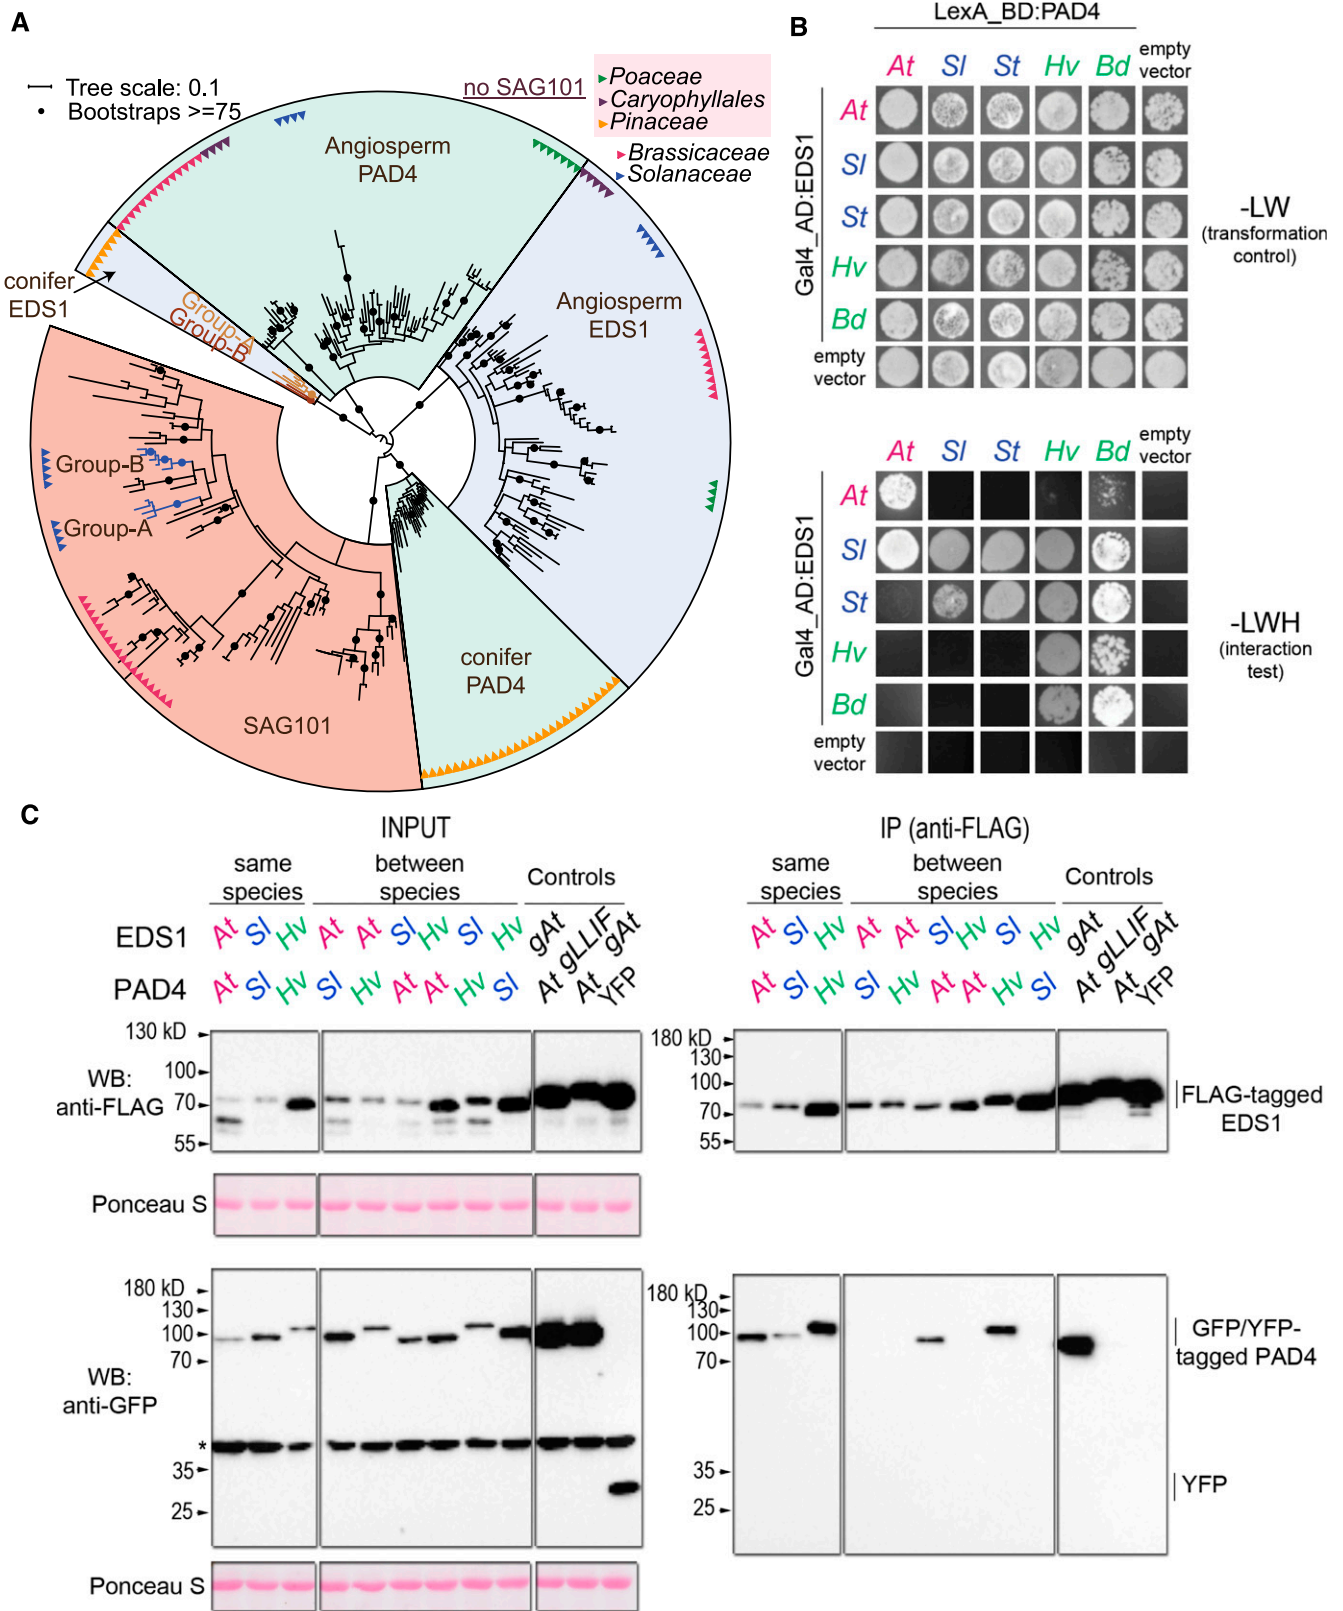 A
Tree scale: 0.1
Bootstraps >=75
no SAG101
Poaceae
Caryophyllales
Pinaceae
Brassicaceae
Solanaceae
Angiosperm
PAD4
conifer
EDS1
Group-A
Group-B
Angiosperm
EDS1
Group-B
Group-A
SAG101
conifer
PAD4
B
LexA_BD:PAD4
At Sl St Hv Bd empty
vector
Gal4_AD:EDS1
At
Sl
St
Hv
Bd
empty
vector
-LW
(transformation
control)
At Sl St Hv Bd empty
vector
Gal4_AD:EDS1
At
Sl
St
Hv
Bd
empty
vector
-LWH
(interaction
test)
C
INPUT
same
species
between
species
Controls
EDS1 At Sl Hv At At Sl Hv Sl Hv gAt gLLIF gAt
PAD4 At Sl Hv Sl Hv At At Hv Sl At At YFP
WB:
anti-FLAG
130 kD
100
70
55
Ponceau S
WB:
anti-GFP
180 kD
130
100
70
*
35
25
Ponceau S
IP (anti-FLAG)
same
species
between
species
Controls
At Sl Hv At At Sl Hv Sl Hv gAt gLLIF gAt
At Sl Hv Sl Hv At At Hv Sl At At YFP
180 kD
130
100
70
55
FLAG-tagged
EDS1
180 kD
130
100
70
35
25
GFP/YFP-
tagged PAD4
YFP